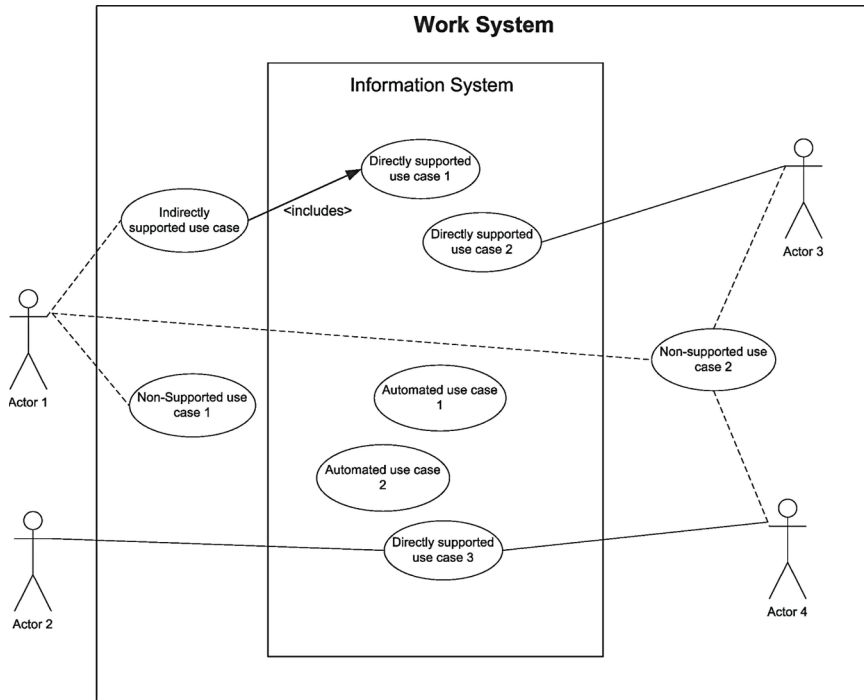 Work System
Information System
Directly supported
use case 1
Indirectly
supported use case
<includes>
Directly supported
use case 2
Actor 3
Non-supported use
case 2
Actor 1
Non-Supported use
case 1
Automated use case
1
Automated use case
2
Directly supported
use case 3
Actor 2
Actor 4